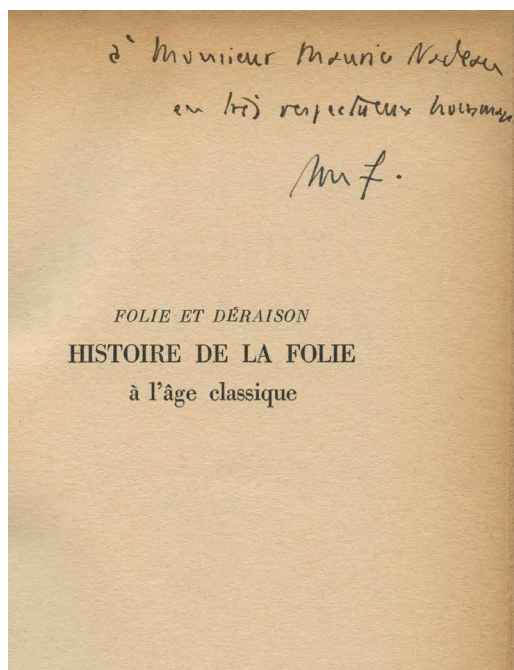 à Monsieur Maurice Nadeau
en très respectueux hommage
M F.
FOLIE ET DÉRAISON
HISTOIRE DE LA FOLIE
à l'âge classique